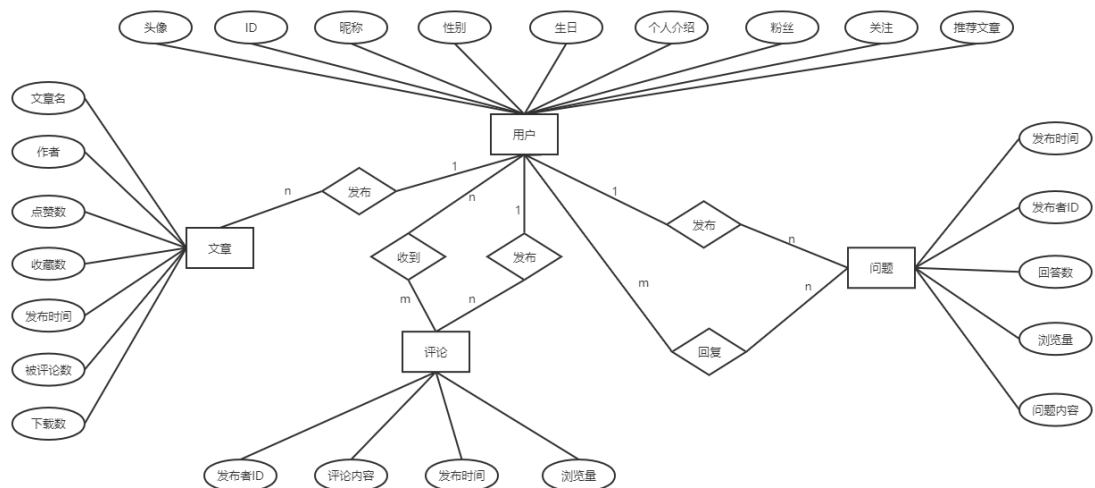 头像
ID
昵称
性别
生日
个人介绍
粉丝
关注
推荐文章
用户
文章名
作者
点赞数
收藏数
发布时间
被评论数
下载数
文章
n
发布
1
n
收到
m
1
发布
n
评论
发布者ID
评论内容
发布时间
浏览量
1
发布
n
m
回复
n
问题
发布时间
发布者ID
回答数
浏览量
问题内容